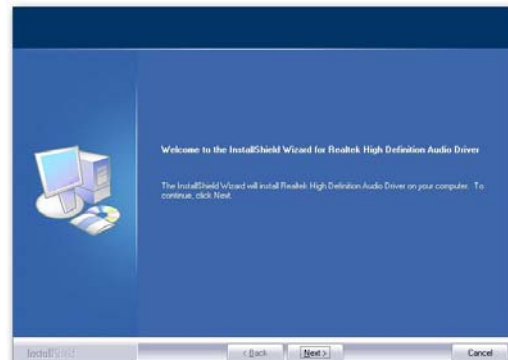 Welcome to the InstallShield Wizard for Realtek High Definition Audio Driver
The InstallShield Wizard will install Realtek High Definition Audio Driver on your computer. To
continue, click Next.
InstallShield
< Back
Next >
Cancel